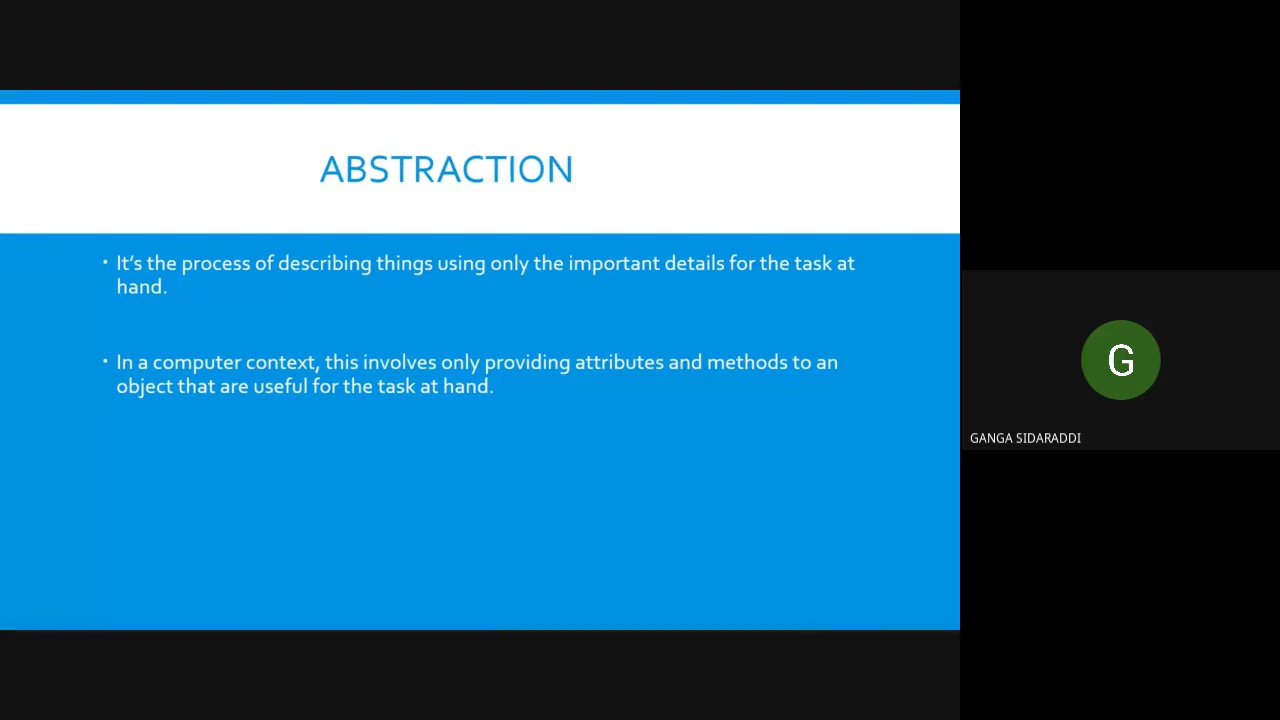 ABSTRACTION
· It’s the process of describing things using only the important details for the task at
hand.
· In a computer context, this involves only providing attributes and methods to an
object that are useful for the task at hand.
G
GANGA SIDARADDI